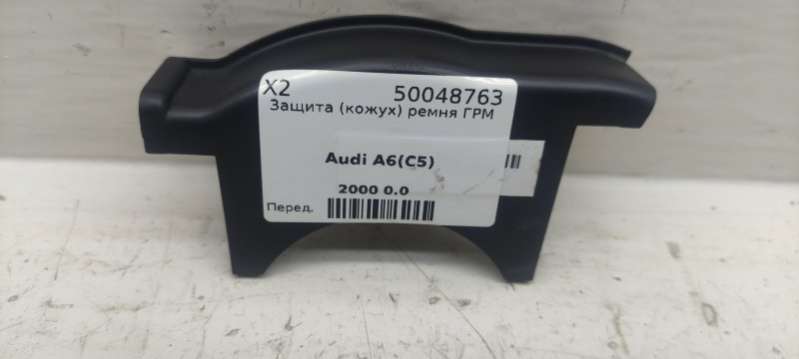 X2 50048763
Защита (кожух) ремня ГРМ
Audi A6(C5)
2000 0.0
Перед.